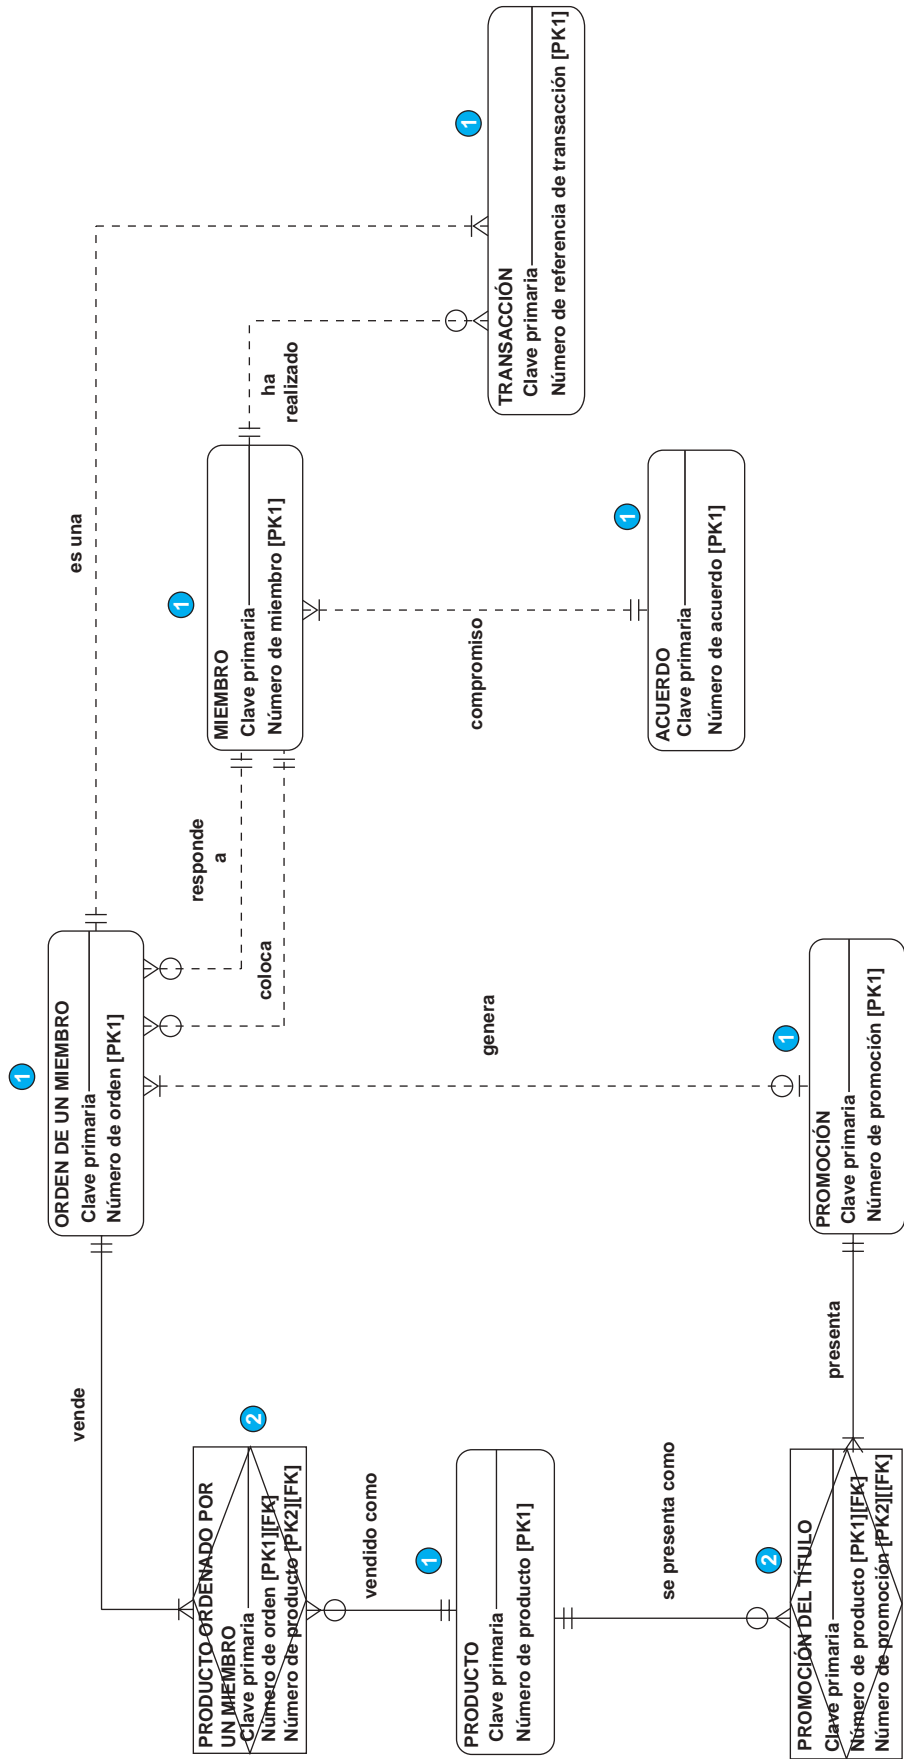 PRODUCTO ORDENADO POR
UN MIEMBRO
Clave primaria
Número de orden [PK1][FK]
Número de producto [PK2][FK]
2
vende
ORDEN DE UN MIEMBRO
Clave primaria
Número de orden [PK1]
1
es una
vendido como
responde
a
coloca
MIEMBRO
Clave primaria
Número de miembro [PK1]
1
ha
realizado
TRANSACCIÓN
Clave primaria
Número de referencia de transacción [PK1]
1
PRODUCTO
Clave primaria
Número de producto [PK1]
1
genera
compromiso
se presenta como
ACUERDO
Clave primaria
Número de acuerdo [PK1]
1
PROMOCIÓN DEL TÍTULO
Clave primaria
Número de producto [PK1][FK]
Número de promoción [PK2][[FK]
2
presenta
PROMOCIÓN
Clave primaria
Número de promoción [PK1]
1